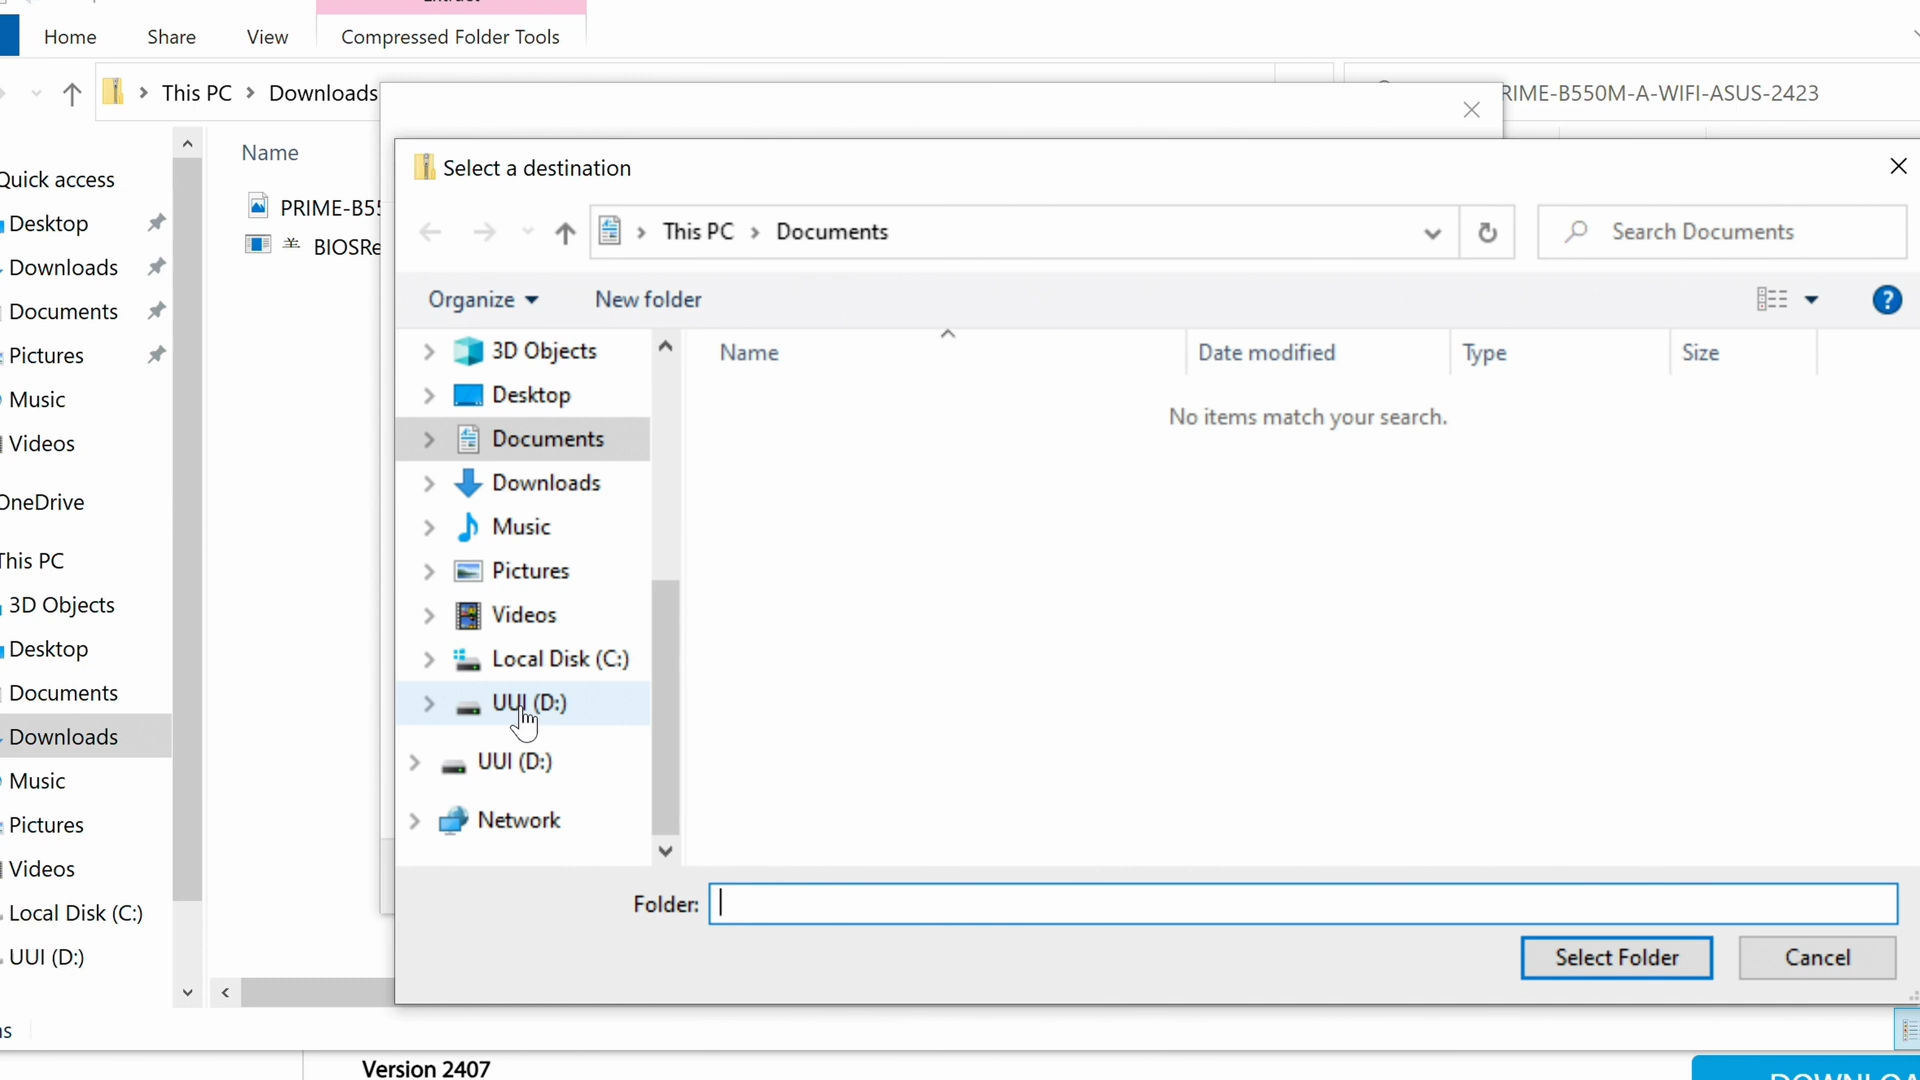 Home Share View Compressed Folder Tools
This PC Downloads
RIME-B550M-A-WIFI-ASUS-2423
Name
Quick access
Desktop
Downloads
Documents
Pictures
Music
Videos
OneDrive
This PC
3D Objects
Desktop
Documents
Downloads
Music
Pictures
Videos
Local Disk (C:)
UUI (D:)
PRIME-B55
羊 BIOSRe
Select a destination
This PC Documents
Search Documents
Organize New folder
?
3D Objects
Desktop
Documents
Downloads
Music
Pictures
Videos
Local Disk (C:)
UUI (D:)
UUI (D:)
Network
Name Date modified Type Size
No items match your search.
Folder:
Select Folder Cancel
Version 2407